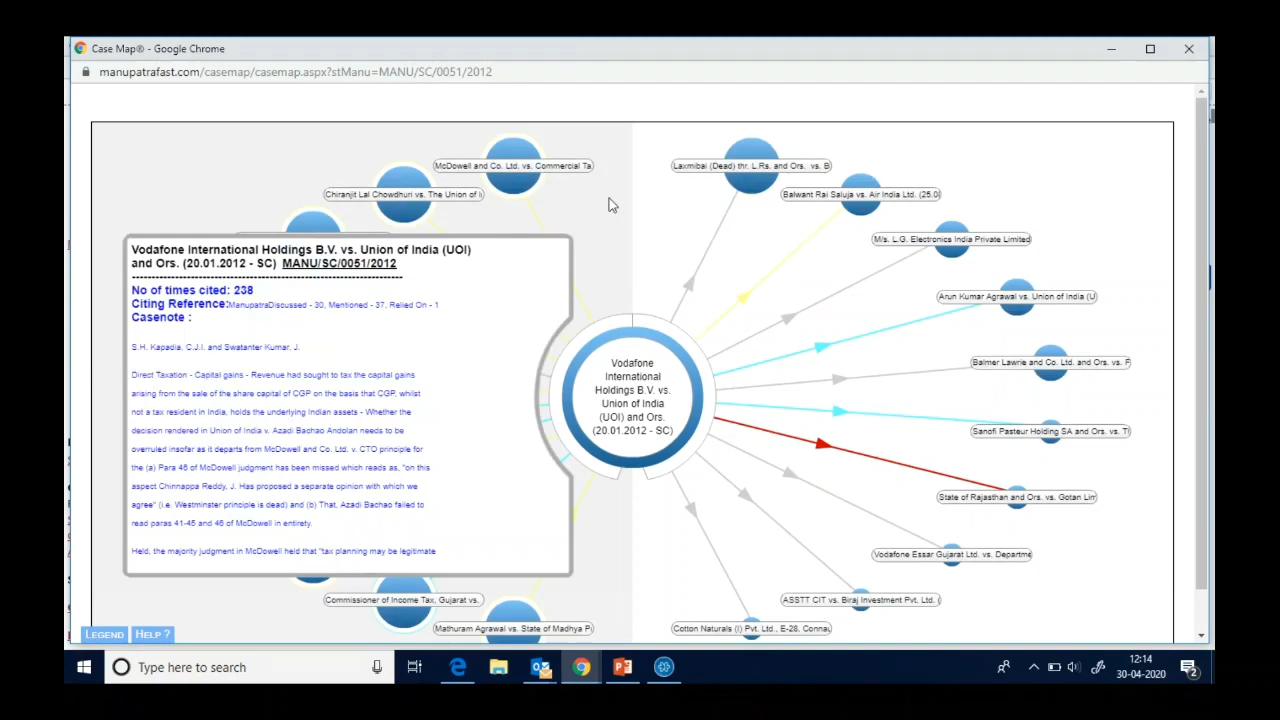 Case Map® - Google Chrome
manupatrafast.com/casemap/casemap.aspx?stManu=MANU/SC/0051/2012
McDowell and Co. Ltd. vs. Commercial Ta
Chiranjit Lal Chowdhuri vs. The Union of I
Vodafone International Holdings B.V. vs. Union of India (UOI)
and Ors. (20.01.2012 - SC) MANU/SC/0051/2012
No of times cited: 238
Citing Reference:ManupatraDiscussed - 30, Mentioned - 37, Relied On - 1
Casenote :
S.H. Kapadia, C.J.I. and Swatanter Kumar, J.
Direct Taxation - Capital gains - Revenue had sought to tax the capital gains
arising from the sale of the share capital of CGP on the basis that CGP, whilst
not a tax resident in India, holds the underlying Indian assets - Whether the
decision rendered in Union of India v. Azadi Bachao Andolan needs to be
overruled insofar as it departs from McDowell and Co. Ltd. v. CTO principle for
the (a) Para 46 of McDowell judgment has been missed which reads as, "on this
aspect Chinnappa Reddy, J. Has proposed a separate opinion with which we
agree" (i.e. Westminster principle is dead) and (b) That, Azadi Bachao failed to
read paras 41-45 and 46 of McDowell in entirety.
Held, the majority judgment in McDowell held that "tax planning may be legitimate
Commissioner of Income Tax, Gujarat vs.
Mathuram Agrawal vs. State of Madhya P
Vodafone
International
Holdings B.V. vs.
Union of India
(UOI) and Ors.
(20.01.2012 - SC)
Laxmibai (Dead) thr. L.Rs. and Ors. vs. B
Balwant Rai Saluja vs. Air India Ltd. (25.0
M/s. L.G. Electronics India Private Limited
Arun Kumar Agrawal vs. Union of India (U
Balmer Lawrie and Co. Ltd. and Ors. vs. P
Sanofi Pasteur Holding SA and Ors. vs. T
State of Rajasthan and Ors. vs. Gotan Lim
Vodafone Essar Gujarat Ltd. vs. Departme
ASSTT CIT vs. Biraj Investment Pvt. Ltd. (
Cotton Naturals (I) Pvt. Ltd., E-28, Connau
LEGEND
HELP ?
Type here to search
12:14
30-04-2020
2